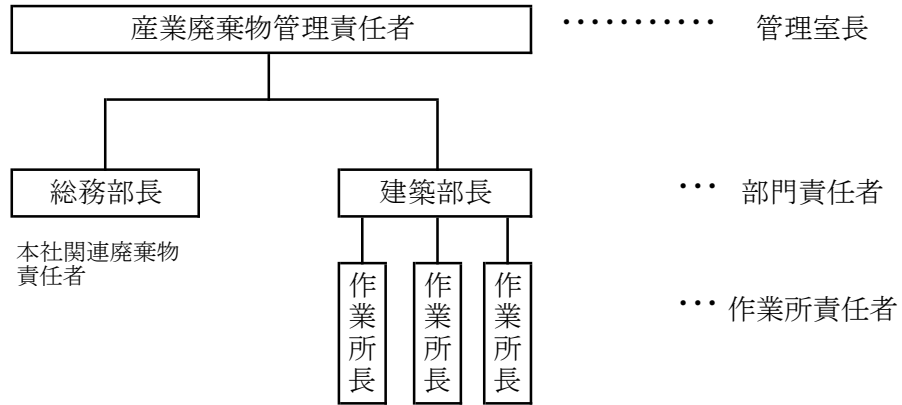 産業廃棄物管理責任者 ··········· 管理室長
総務部長 建築部長 ··· 部門責任者
本社関連廃棄物
責任者
作業所長 作業所長 作業所長 ··· 作業所責任者